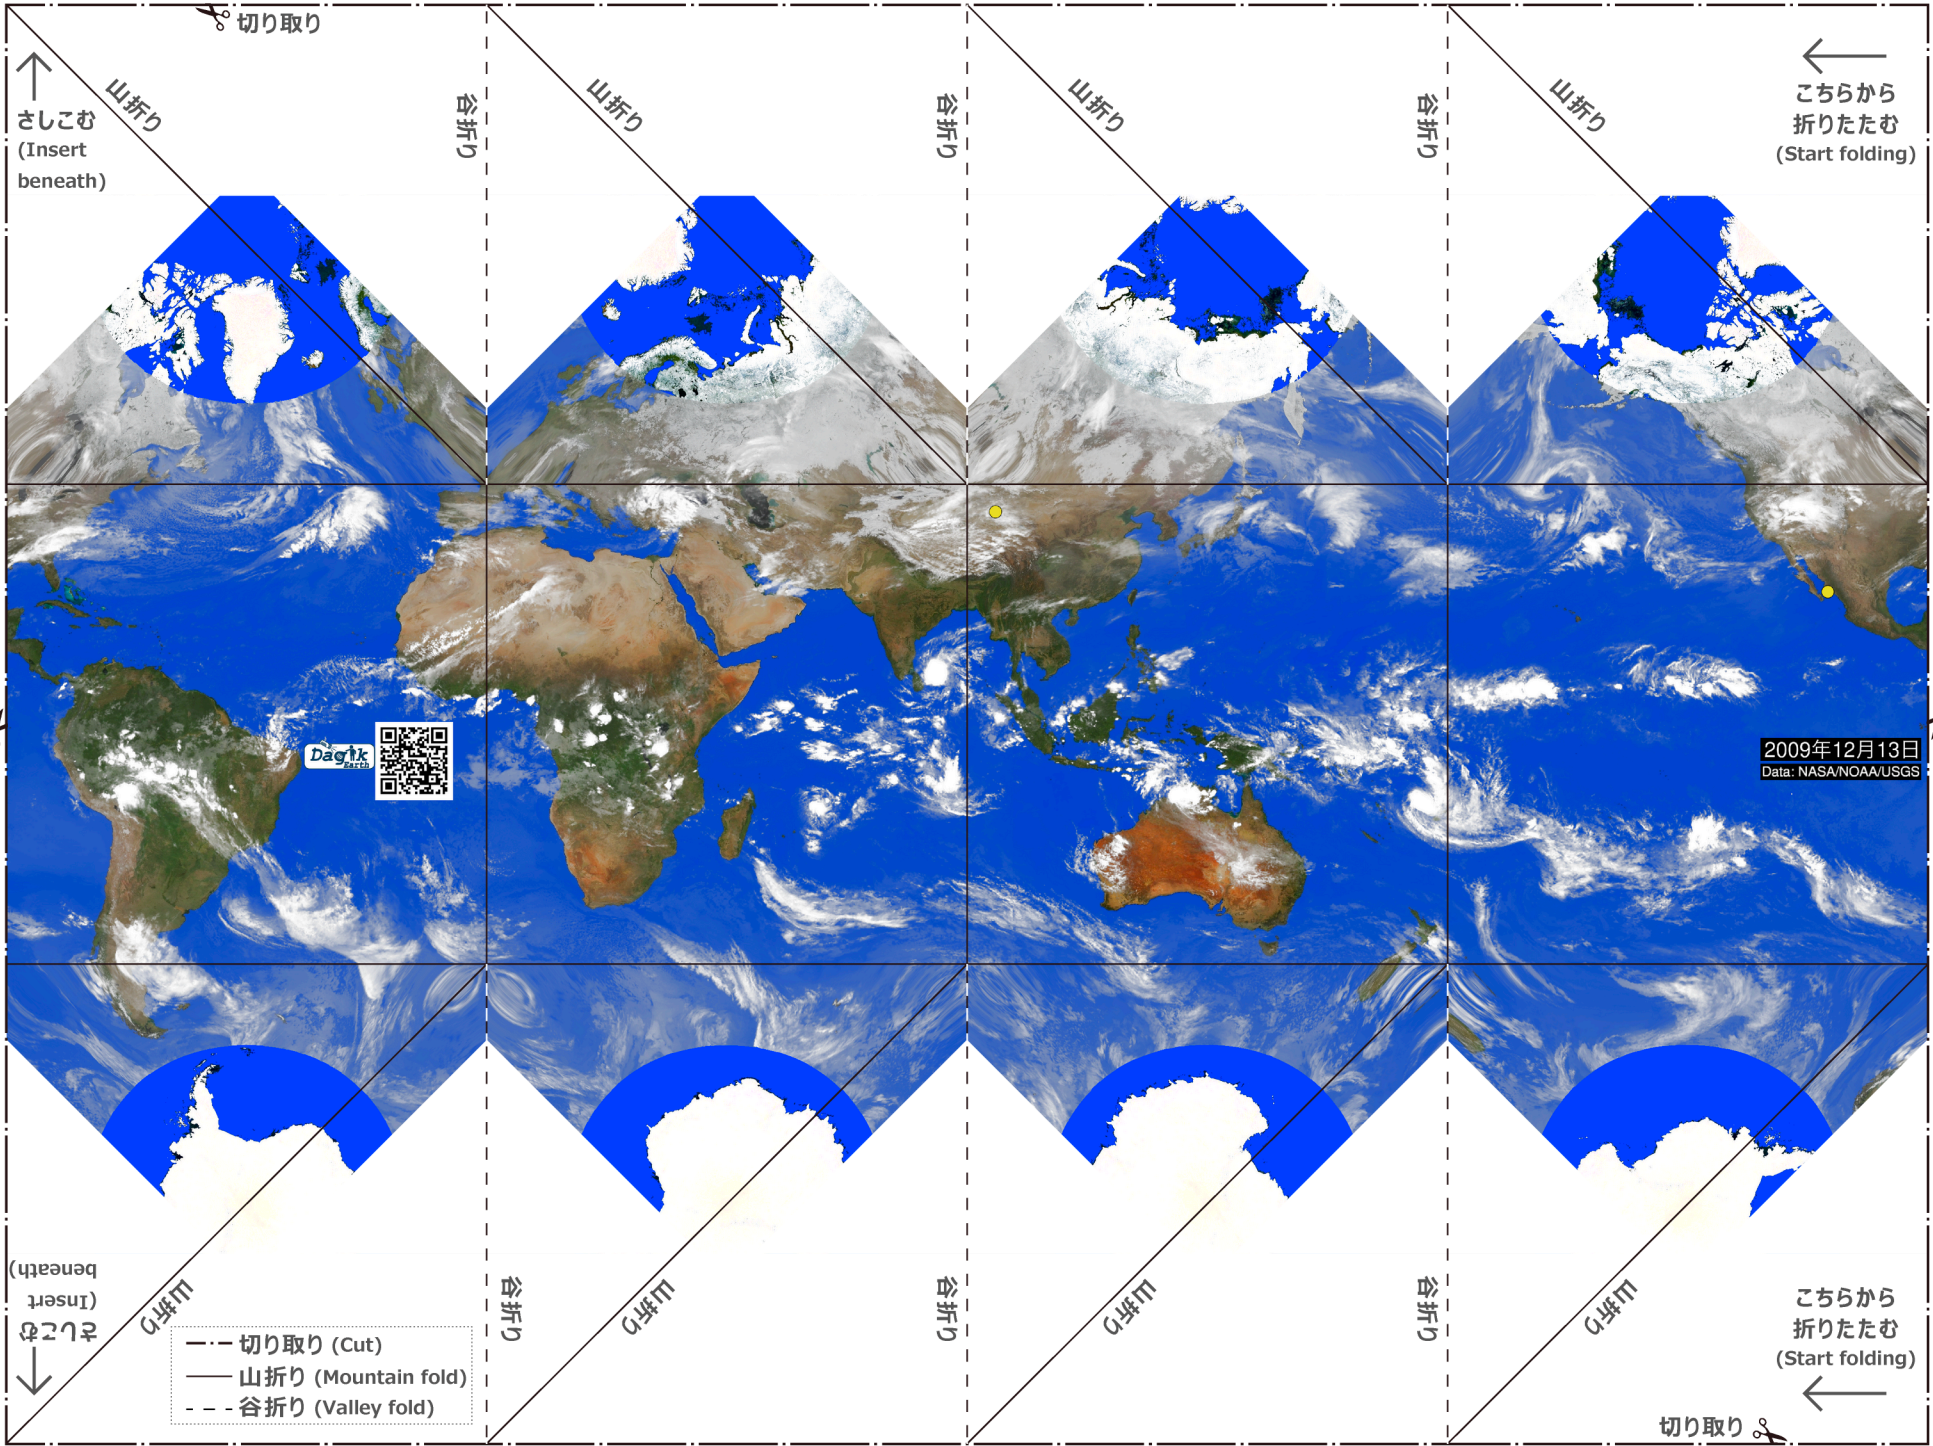 切り取り
山折り
谷折り
山折り
谷折り
山折り
谷折り
山折り
さしこむ
(Insert
beneath)
こちらから
折りたたむ
(Start folding)
Dagik
Earth
2009年12月13日
Data: NASA/NOAA/USGS
さしこむ
(Insert
beneath)
山折り
谷折り
山折り
谷折り
山折り
谷折り
山折り
こちらから
折りたたむ
(Start folding)
切り取り (Cut)
山折り (Mountain fold)
谷折り (Valley fold)
切り取り